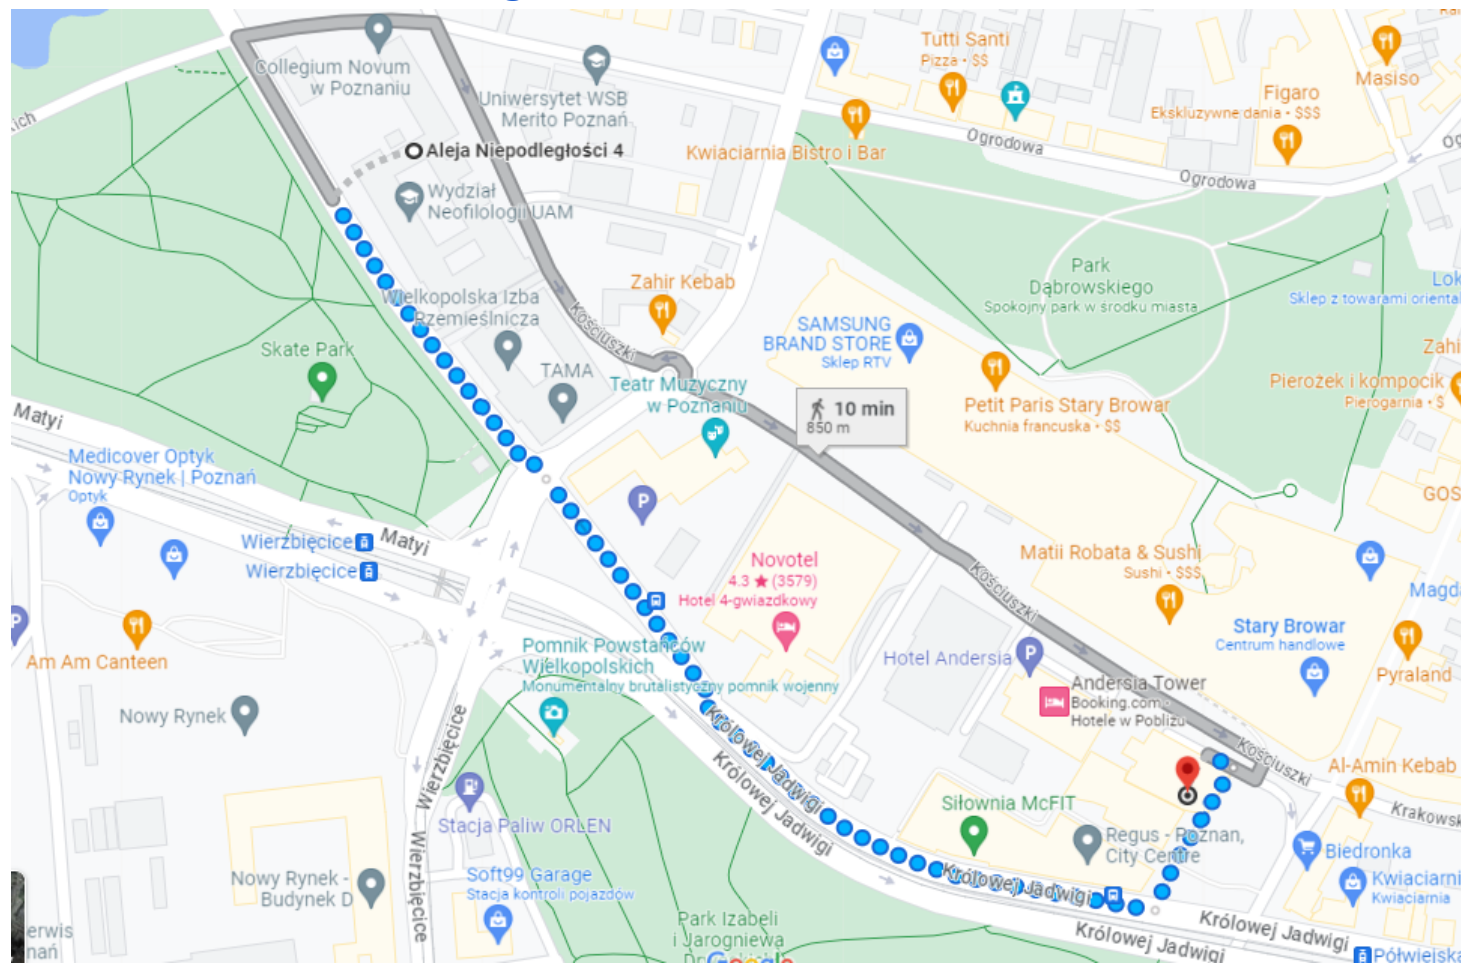 Collegium Novum
w Poznaniu
Uniwersytet WSB
Merito Poznań
Tutti Santi
Pizza • $$
Masiso
Figaro
Ekskluzywne dania • $$$
Kwiaciarnia Bistro i Bar
Ogrodowa
Ogrodowa
Aleja Niepodległości 4
Wydział
Neofilologii UAM
Park
Dąbrowskiego
Spokojny park w środku miasta
Zahir Kebab
Wielkopolska Izba
Rzemieślnicza
Kościuszki
SAMSUNG
BRAND STORE
Sklep RTV
Sklep z towarami
Skate Park
TAMA
Teatr Muzyczny
w Poznaniu
10 min
850 m
Petit Paris Stary Browar
Kuchnia francuska • $$
Pierożek i kompocik
Pierogarnia • $
Matyi
Medicover Optyk
Nowy Rynek | Poznań
Optyk
P
Wierzbięcice
Matyi
Wierzbięcice
Novotel
4.3 ★ (3579)
Hotel 4-gwiazdkowy
Kościuszki
Matii Robata & Sushi
Sushi • $$$
P
Am Am Canteen
Pomnik Powstańców
Wielkopolskich
Monumentalny brutalistyczny pomnik wojenny
Hotel Andersia
P
Stary Browar
Centrum handlowe
Pyraland
Andersia Tower
Booking.com •
Hotele w Pobliżu
Nowy Rynek
Wierzbięcice
Królowej Jadwigi
Królowej Jadwigi
Kościuszki
Al-Amin Kebab
Stacja Paliw ORLEN
Siłownia McFIT
Regus - Poznan,
City Centre
Biedronka
Wierzbięcice
Nowy Rynek -
Budynek D
Soft99 Garage
Stacja kontroli pojazdów
Królowej Jadwigi
Kwiaciarnia
Park Izabeli
i Jarogniewa
Królowej Jadwigi
Królowej Jadwigi
Google